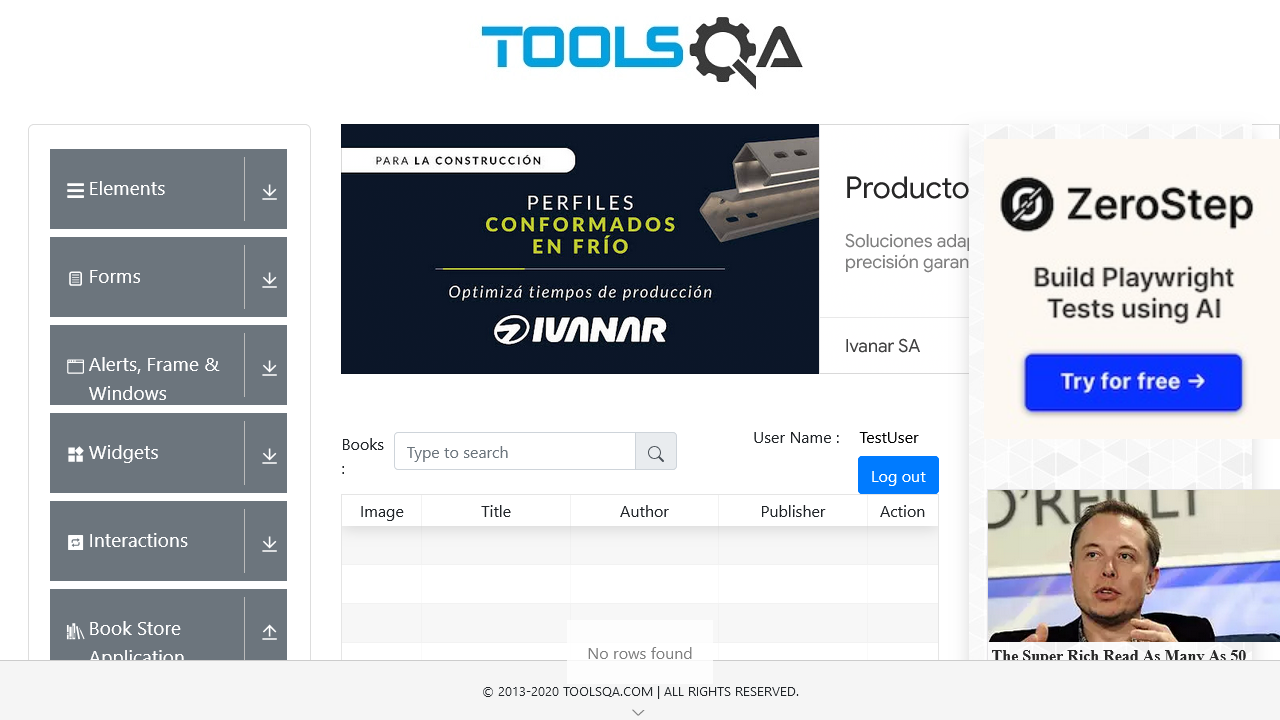 TOOLSQA
Elements
Forms
Alerts, Frame &
Windows
Widgets
Interactions
Book Store
Application
PARA LA CONSTRUCCIÓN
PERFILES
CONFORMADOS
EN FRÍO
Optimizá tiempos de producción
IVANAR
Producto
Soluciones adap
precisión garan
Ivanar SA
ZeroStep
Build Playwright
Tests using AI
Try for free →
O'REILLY
The Super Rich Read As Many As 50
Books
:
Type to search
User Name :
TestUser
Log out
Image Title Author Publisher Action
No rows found
© 2013-2020 TOOLSQA.COM | ALL RIGHTS RESERVED.